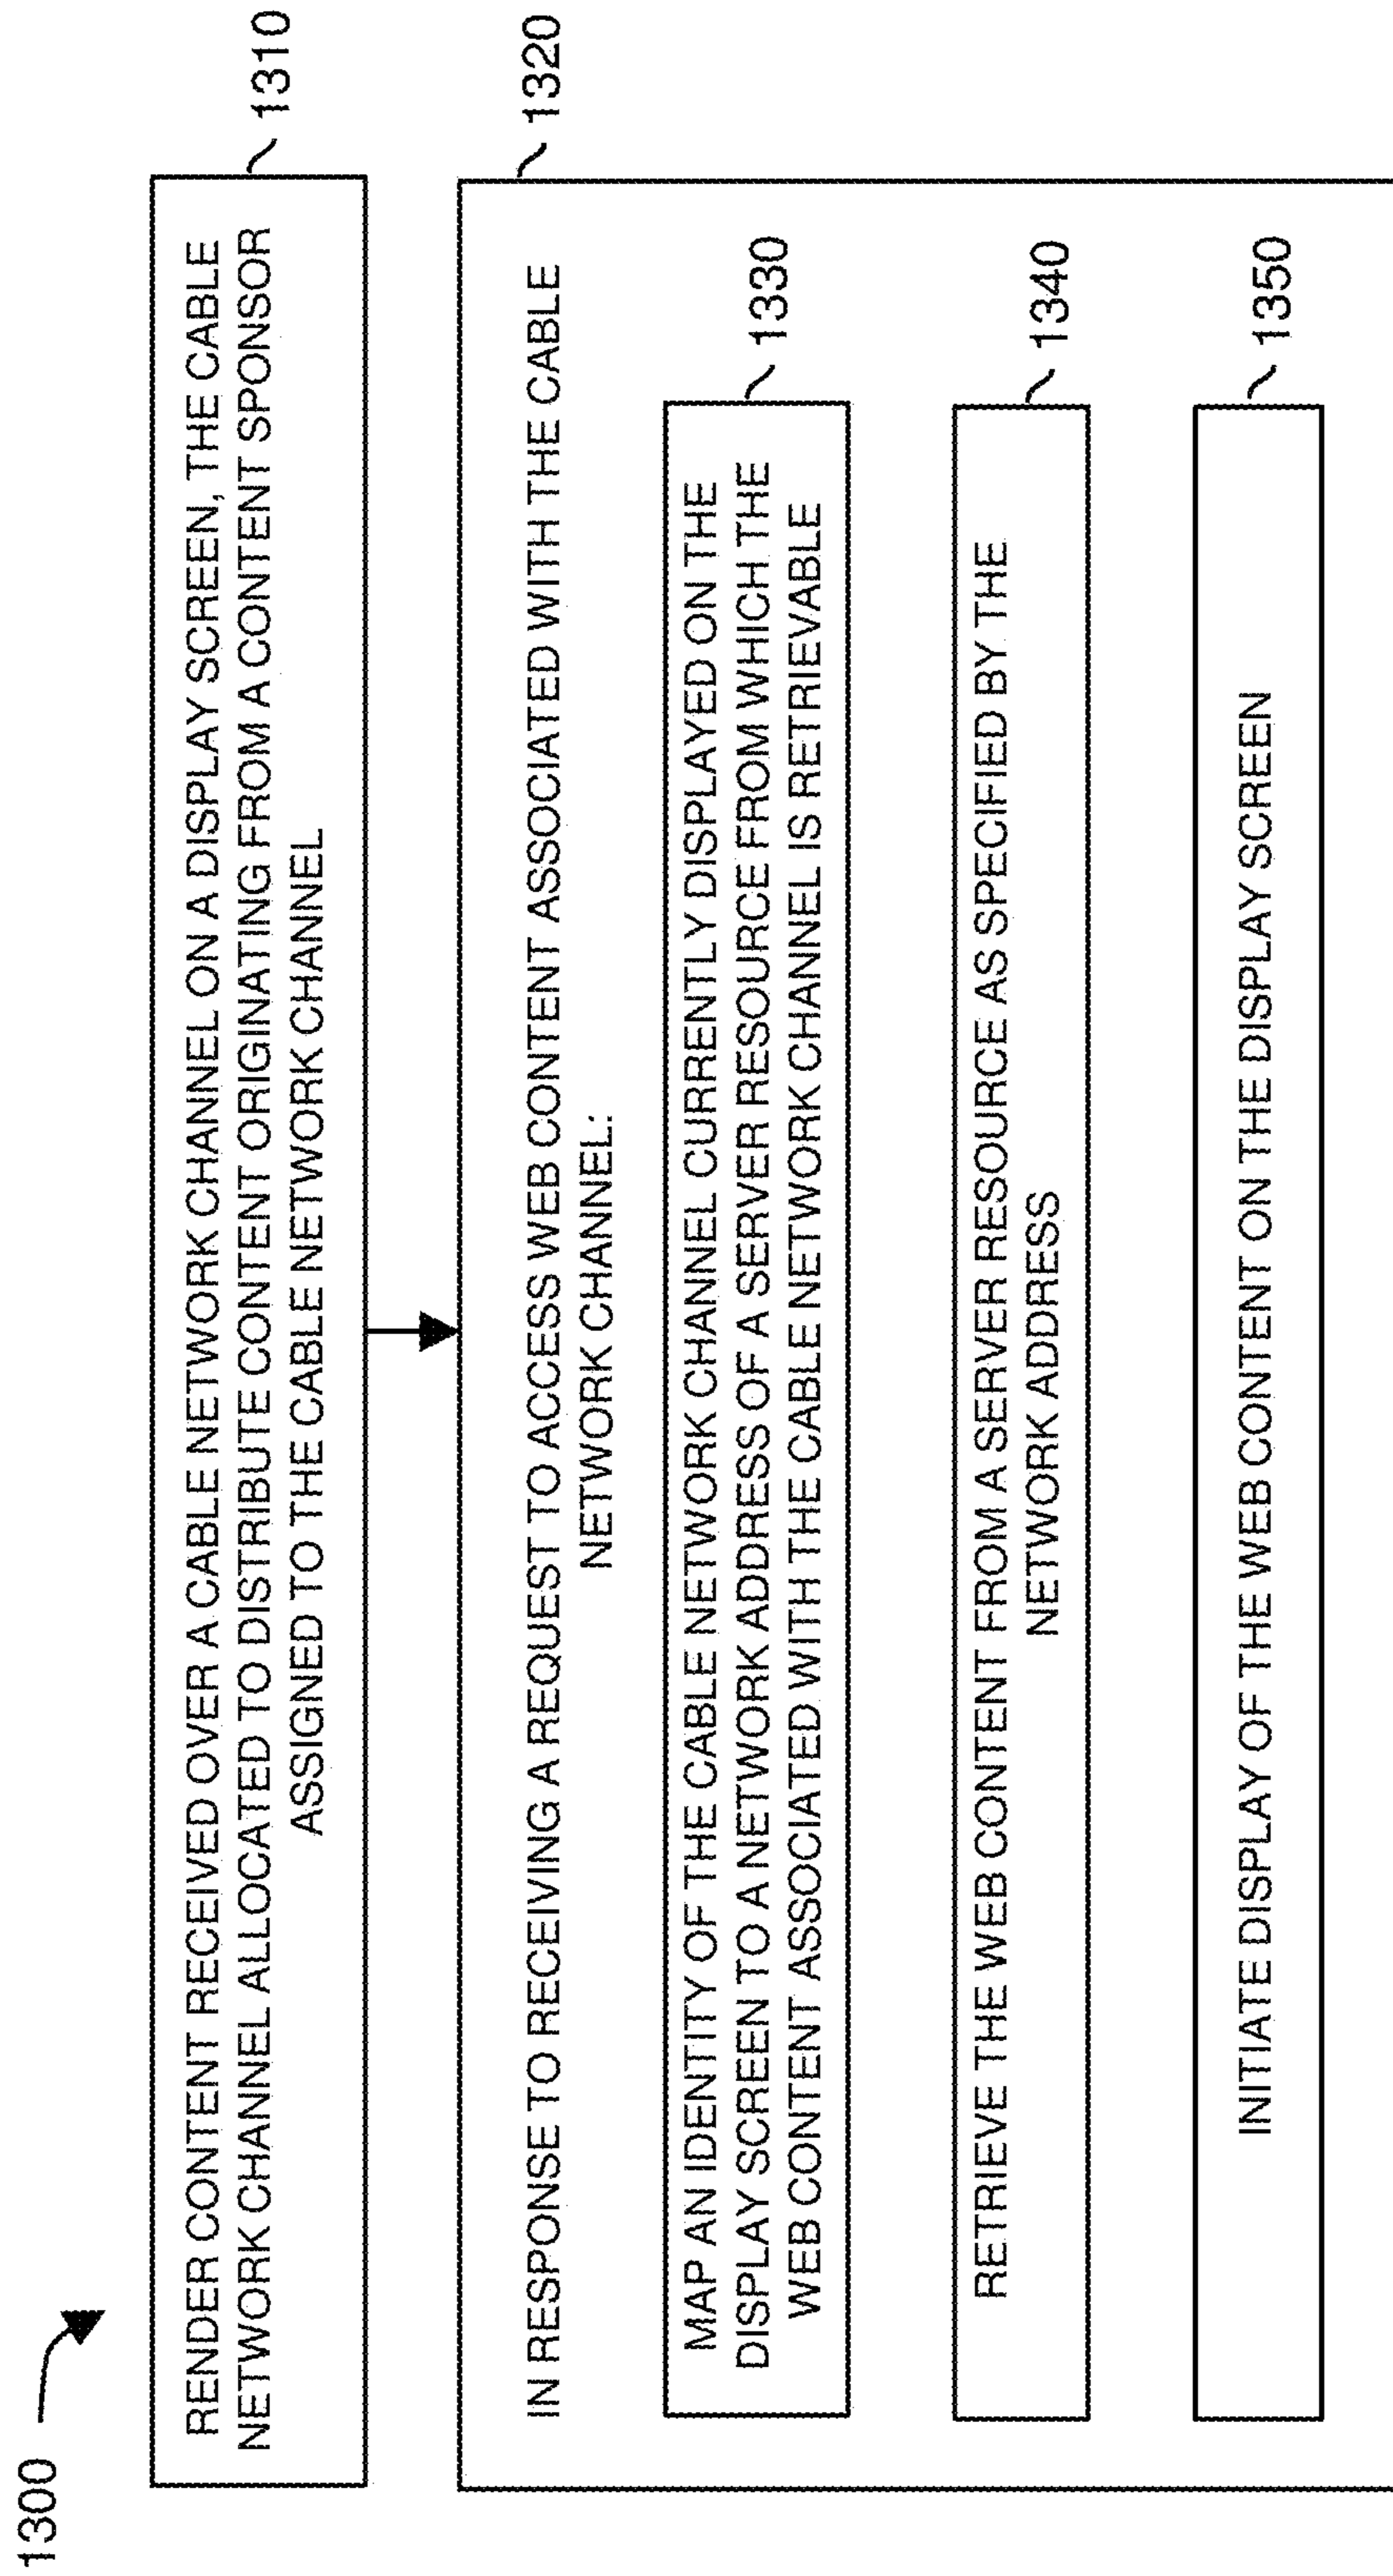 1300
RENDER CONTENT RECEIVED OVER A CABLE NETWORK CHANNEL ON A DISPLAY SCREEN, THE CABLE
NETWORK CHANNEL ALLOCATED TO DISTRIBUTE CONTENT ORIGINATING FROM A CONTENT SPONSOR
ASSIGNED TO THE CABLE NETWORK CHANNEL
1310
IN RESPONSE TO RECEIVING A REQUEST TO ACCESS WEB CONTENT ASSOCIATED WITH THE CABLE
NETWORK CHANNEL:
1320
MAP AN IDENTITY OF THE CABLE NETWORK CHANNEL CURRENTLY DISPLAYED ON THE
DISPLAY SCREEN TO A NETWORK ADDRESS OF A SERVER RESOURCE FROM WHICH THE
WEB CONTENT ASSOCIATED WITH THE CABLE NETWORK CHANNEL IS RETRIEVABLE
1330
RETRIEVE THE WEB CONTENT FROM A SERVER RESOURCE AS SPECIFIED BY THE
NETWORK ADDRESS
1340
INITIATE DISPLAY OF THE WEB CONTENT ON THE DISPLAY SCREEN
1350